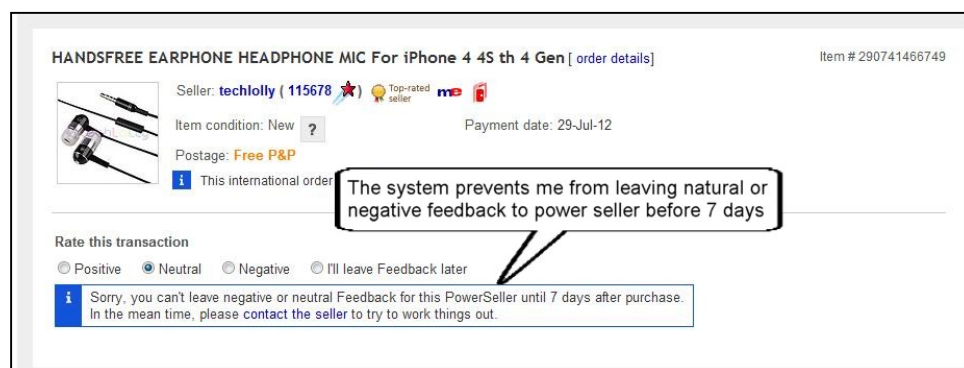 HANDSFREE EARPHONE HEADPHONE MIC For iPhone 4 4S th 4 Gen [ order details]
Item # 290741466749
Seller: techlolly ( 115678 ) Top-rated seller me
Item condition: New ?
Payment date: 29-Jul-12
Postage: Free P&P
i This international order
The system prevents me from leaving natural or
negative feedback to power seller before 7 days
Rate this transaction
Positive Neutral Negative I'll leave Feedback later
i Sorry, you can't leave negative or neutral Feedback for this PowerSeller until 7 days after purchase.
In the mean time, please contact the seller to try to work things out.